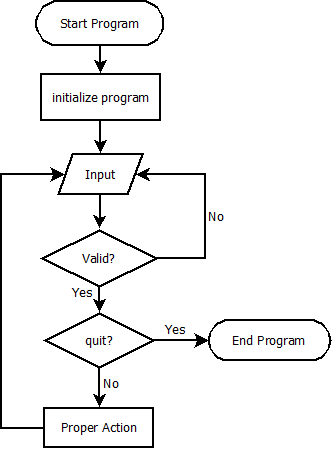 Start Program
initialize program
Input
No
Valid?
Yes
quit?
Yes
End Program
No
Proper Action